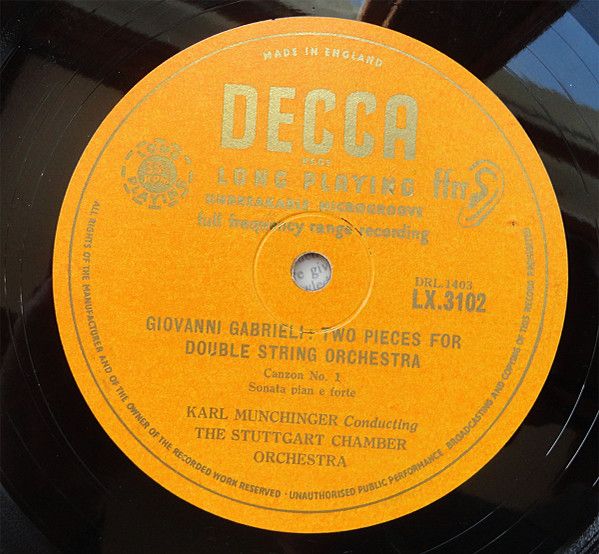 MADE IN ENGLAND
DECCA
LONG PLAYING ffrr
UNBREAKABLE MICROGROOVE
full frequency range recording
DRL.1403
LX.3102
GIOVANNI GABRIELI: TWO PIECES FOR
DOUBLE STRING ORCHESTRA
Canzon No. 1
Sonata pian e forte
KARL MUNCHINGER Conducting
THE STUTTGART CHAMBER
ORCHESTRA
ALL RIGHTS OF THE MANUFACTURER AND OF THE OWNER OF THE RECORDED WORK RESERVED · UNAUTHORISED PUBLIC PERFORMANCE BROADCASTING AND COPYING OF THIS RECORD PROHIBITED